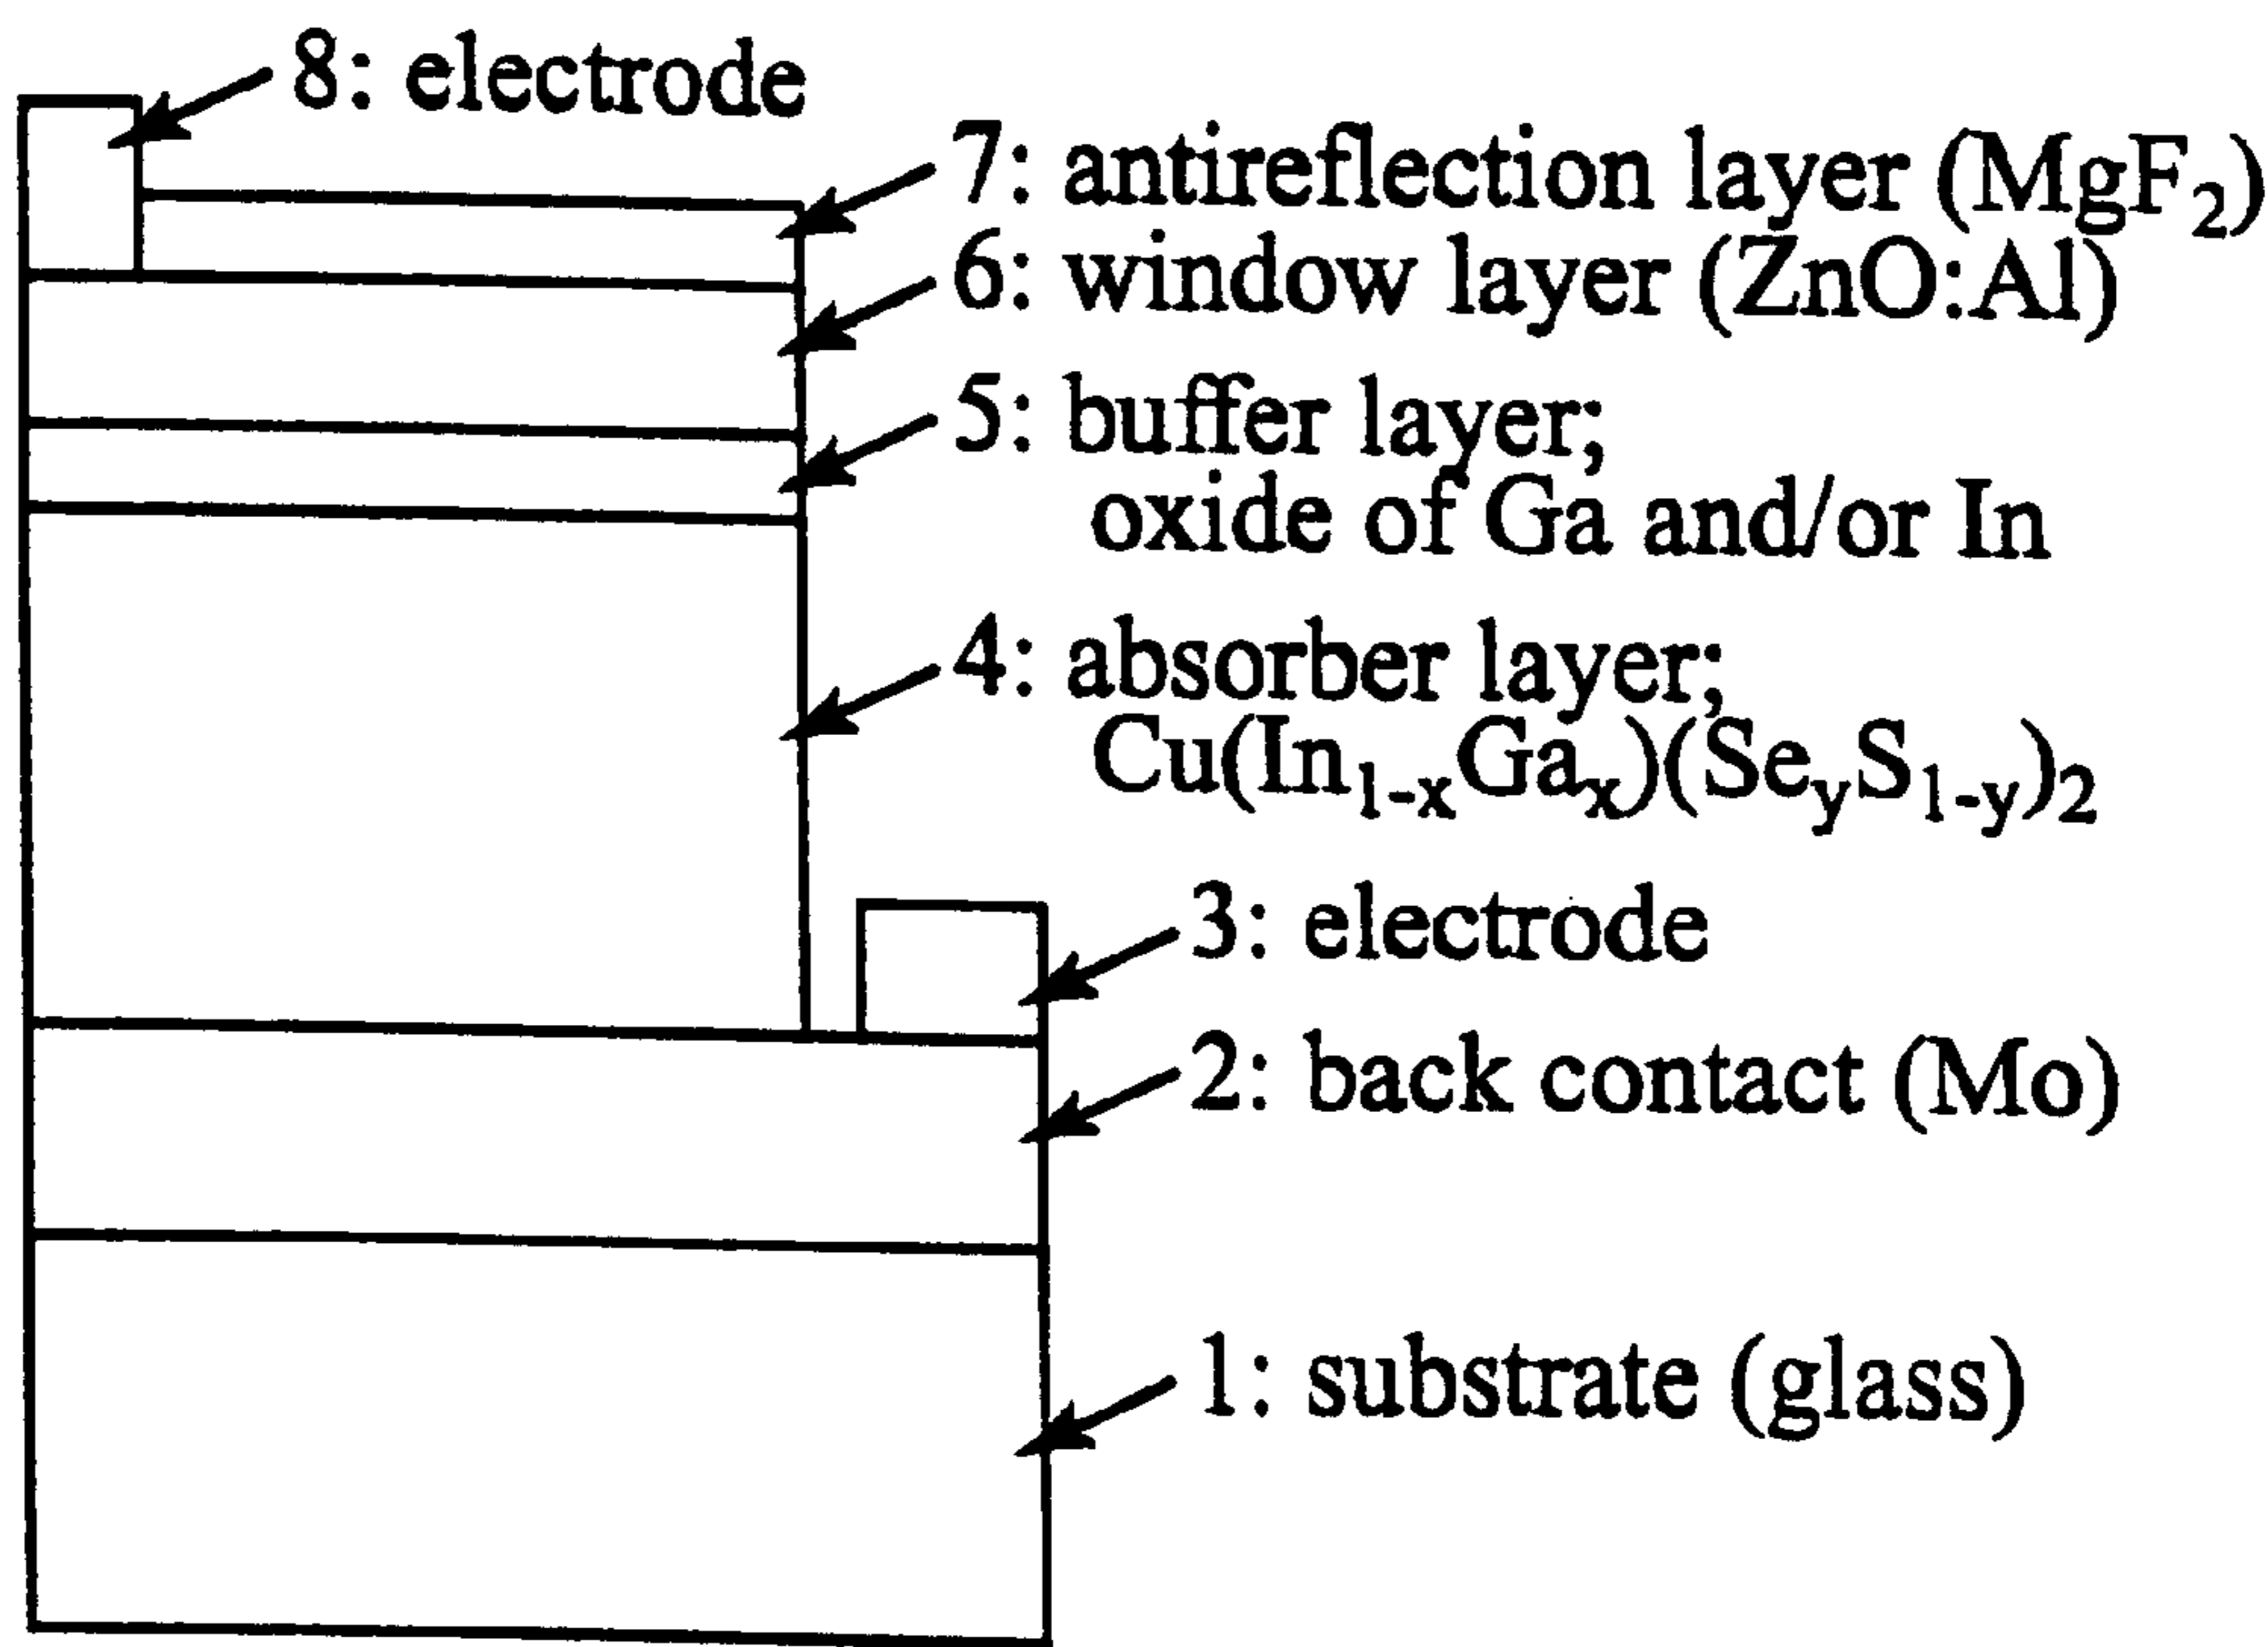 8: electrode
7: antireflection layer (MgF₂)
6: window layer (ZnO:Al)
5: buffer layer;
oxide of Ga and/or In
4: absorber layer;
Cu(In₁₋ₓGaₓ)(SeᵧS₁₋ᵧ)₂
3: electrode
2: back contact (Mo)
1: substrate (glass)